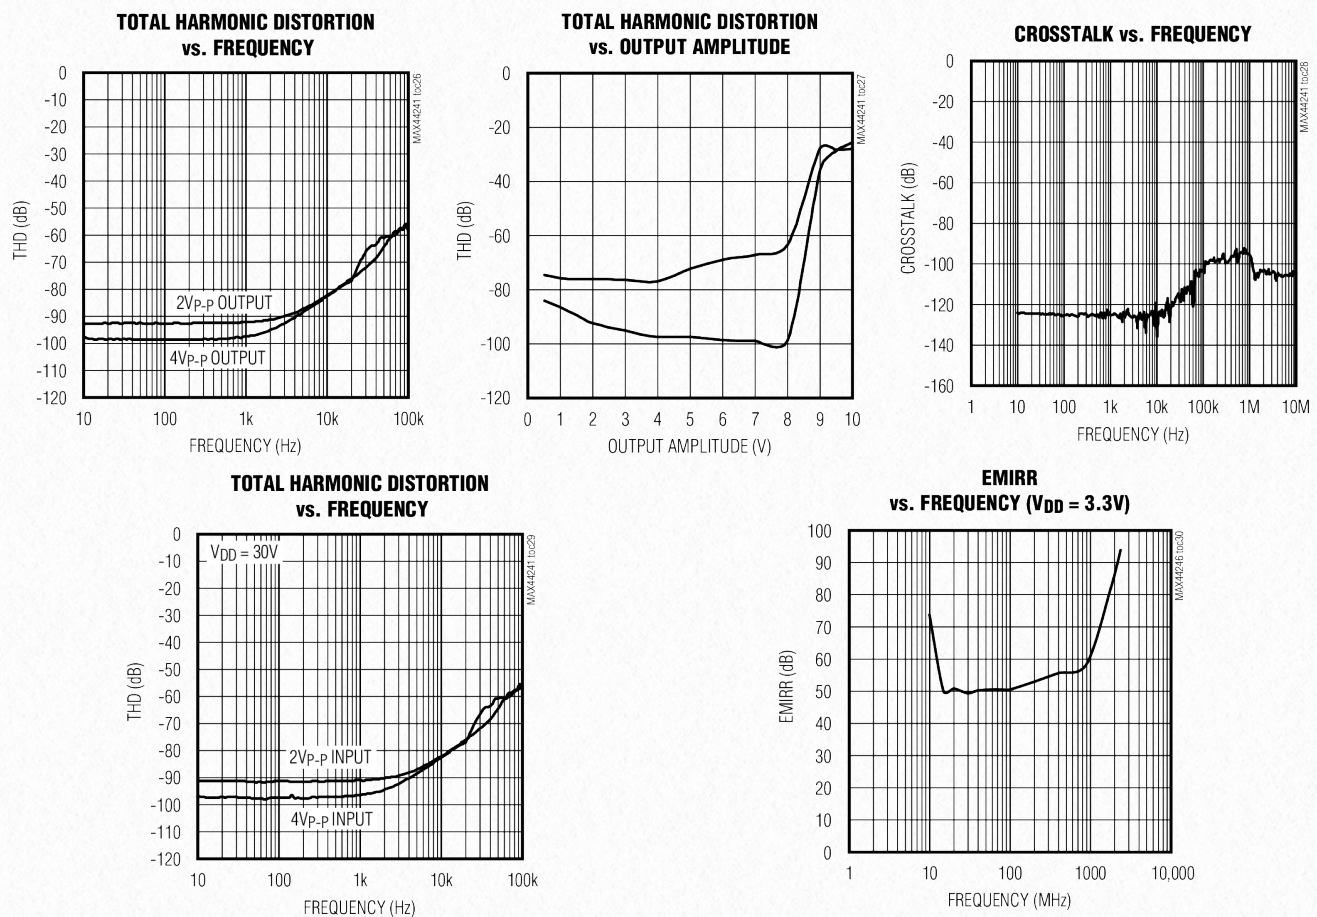 TOTAL HARMONIC DISTORTION
vs. FREQUENCY
0
-10
-20
-30
-40
-50
-60
-70
-80
-90
-100
-110
-120
THD (dB)
2VP-P OUTPUT
4VP-P OUTPUT
10
100
1k
10k
100k
FREQUENCY (Hz)
MAX44241 toc26
TOTAL HARMONIC DISTORTION
vs. OUTPUT AMPLITUDE
0
-20
-40
-60
-80
-100
-120
THD (dB)
0 1 2 3 4 5 6 7 8 9 10
OUTPUT AMPLITUDE (V)
MAX44241 toc27
CROSSTALK vs. FREQUENCY
0
-20
-40
-60
-80
-100
-120
-140
-160
CROSSTALK (dB)
1 10 100 1k 10k 100k 1M 10M
FREQUENCY (Hz)
MAX44241 toc28
TOTAL HARMONIC DISTORTION
vs. FREQUENCY
0
-10
-20
-30
-40
-50
-60
-70
-80
-90
-100
-110
-120
THD (dB)
VDD = 30V
2VP-P INPUT
4VP-P INPUT
10 100 1k 10k 100k
FREQUENCY (Hz)
MAX44241 toc29
EMIRR
vs. FREQUENCY (VDD = 3.3V)
100
90
80
70
60
50
40
30
20
10
0
EMIRR (dB)
1 10 100 1000 10,000
FREQUENCY (MHz)
MAX44246 toc30